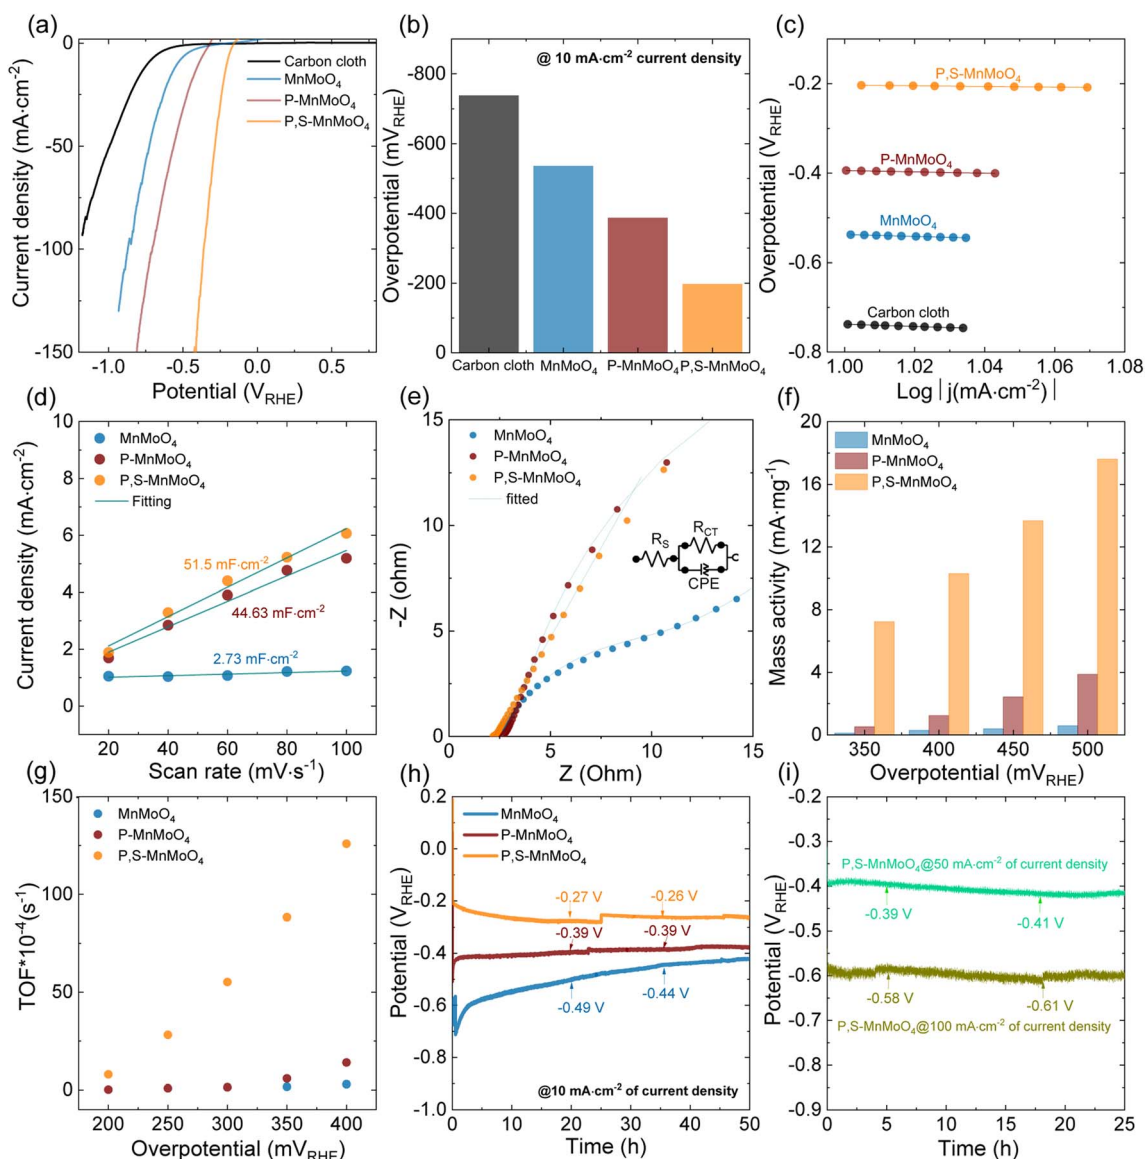 (a)
0
-50
-100
-150
Current density (mA·cm⁻²)
-1.0
-0.5
0.0
0.5
Potential (V_RHE)
Carbon cloth
MnMoO₄
P-MnMoO₄
P,S-MnMoO₄
(b)
@ 10 mA·cm⁻² current density
-800
-600
-400
-200
0
Overpotential (mV_RHE)
Carbon cloth
MnMoO₄
P-MnMoO₄
P,S-MnMoO₄
(c)
-0.2
-0.4
-0.6
-0.8
Overpotential (V_RHE)
P,S-MnMoO₄
P-MnMoO₄
MnMoO₄
Carbon cloth
1.00
1.02
1.04
1.06
1.08
Log | j(mA·cm⁻²) |
(d)
10
8
6
4
2
0
Current density (mA·cm⁻²)
MnMoO₄
P-MnMoO₄
P,S-MnMoO₄
Fitting
51.5 mF·cm⁻²
44.63 mF·cm⁻²
2.73 mF·cm⁻²
20
40
60
80
100
Scan rate (mV·s⁻¹)
(e)
15
10
5
0
-Z (ohm)
MnMoO₄
P-MnMoO₄
P,S-MnMoO₄
fitted
R_S
R_CT
CPE
0
5
10
15
Z (Ohm)
(f)
20
16
12
8
4
0
Mass activity (mA·mg⁻¹)
MnMoO₄
P-MnMoO₄
P,S-MnMoO₄
350
400
450
500
Overpotential (mV_RHE)
(g)
150
100
50
0
TOF*10⁻⁴(s⁻¹)
MnMoO₄
P-MnMoO₄
P,S-MnMoO₄
200
250
300
350
400
Overpotential (mV_RHE)
(h)
0.2
0.0
-0.2
-0.4
-0.6
-0.8
-1.0
Potential (V_RHE)
MnMoO₄
P-MnMoO₄
P,S-MnMoO₄
-0.27 V
-0.26 V
-0.39 V
-0.39 V
-0.49 V
-0.44 V
@10 mA·cm⁻² of current density
0
10
20
30
40
50
Time (h)
(i)
-0.2
-0.3
-0.4
-0.5
-0.6
-0.7
-0.8
-0.9
Potential (V_RHE)
P,S-MnMoO₄@50 mA·cm⁻² of current density
-0.39 V
-0.41 V
-0.58 V
-0.61 V
P,S-MnMoO₄@100 mA·cm⁻² of current density
0
5
10
15
20
25
Time (h)